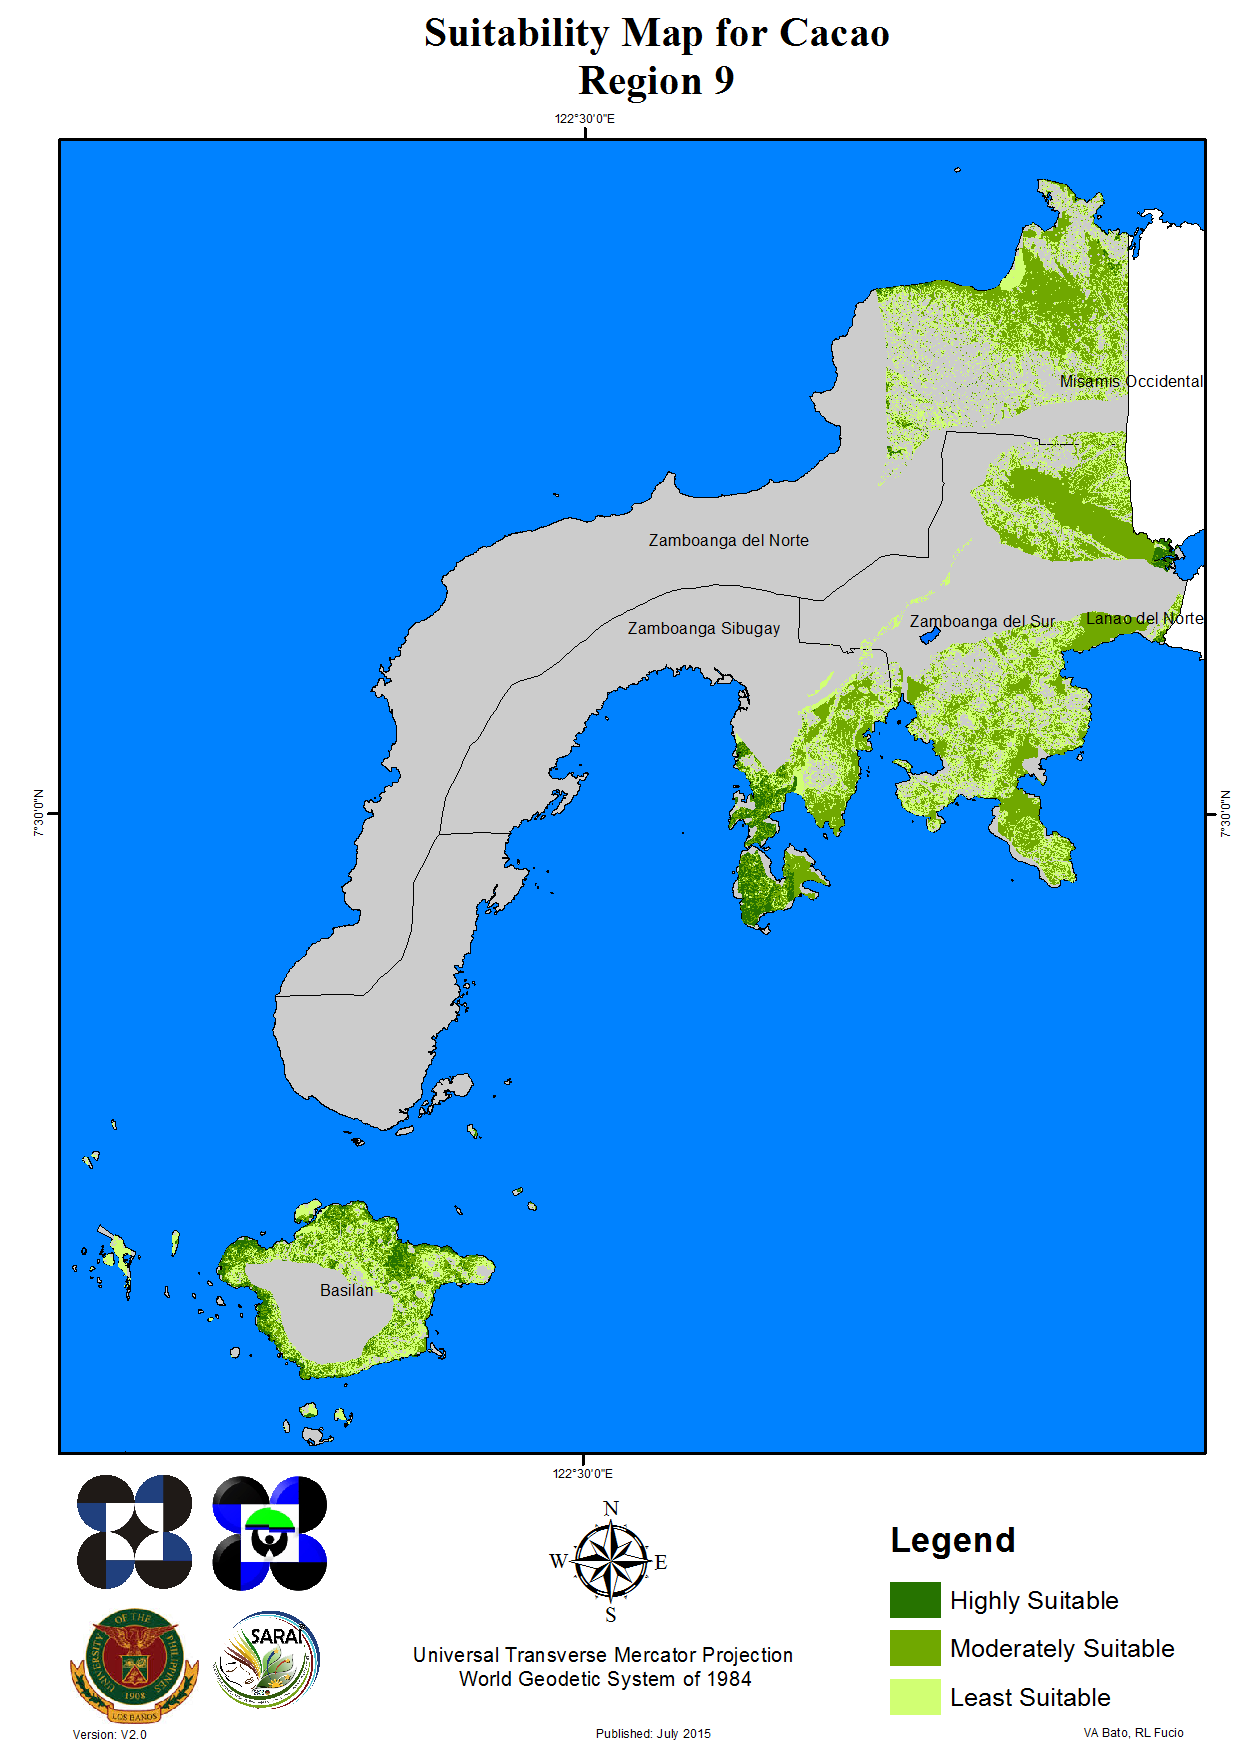 Suitability Map for Cacao
Region 9
122°30'0"E
Misamis Occidental
Zamboanga del Norte
Zamboanga Sibugay
Zamboanga del Sur
Lanao del Norte
7°30'0"N
7°30'0"N
Basilan
122°30'0"E
N
W
E
S
Universal Transverse Mercator Projection
World Geodetic System of 1984
Legend
Highly Suitable
Moderately Suitable
Least Suitable
UNIVERSITY OF THE PHILIPPINES
1908
LOS BAÑOS
SARAI
Version: V2.0
Published: July 2015
VA Bato, RL Fucio